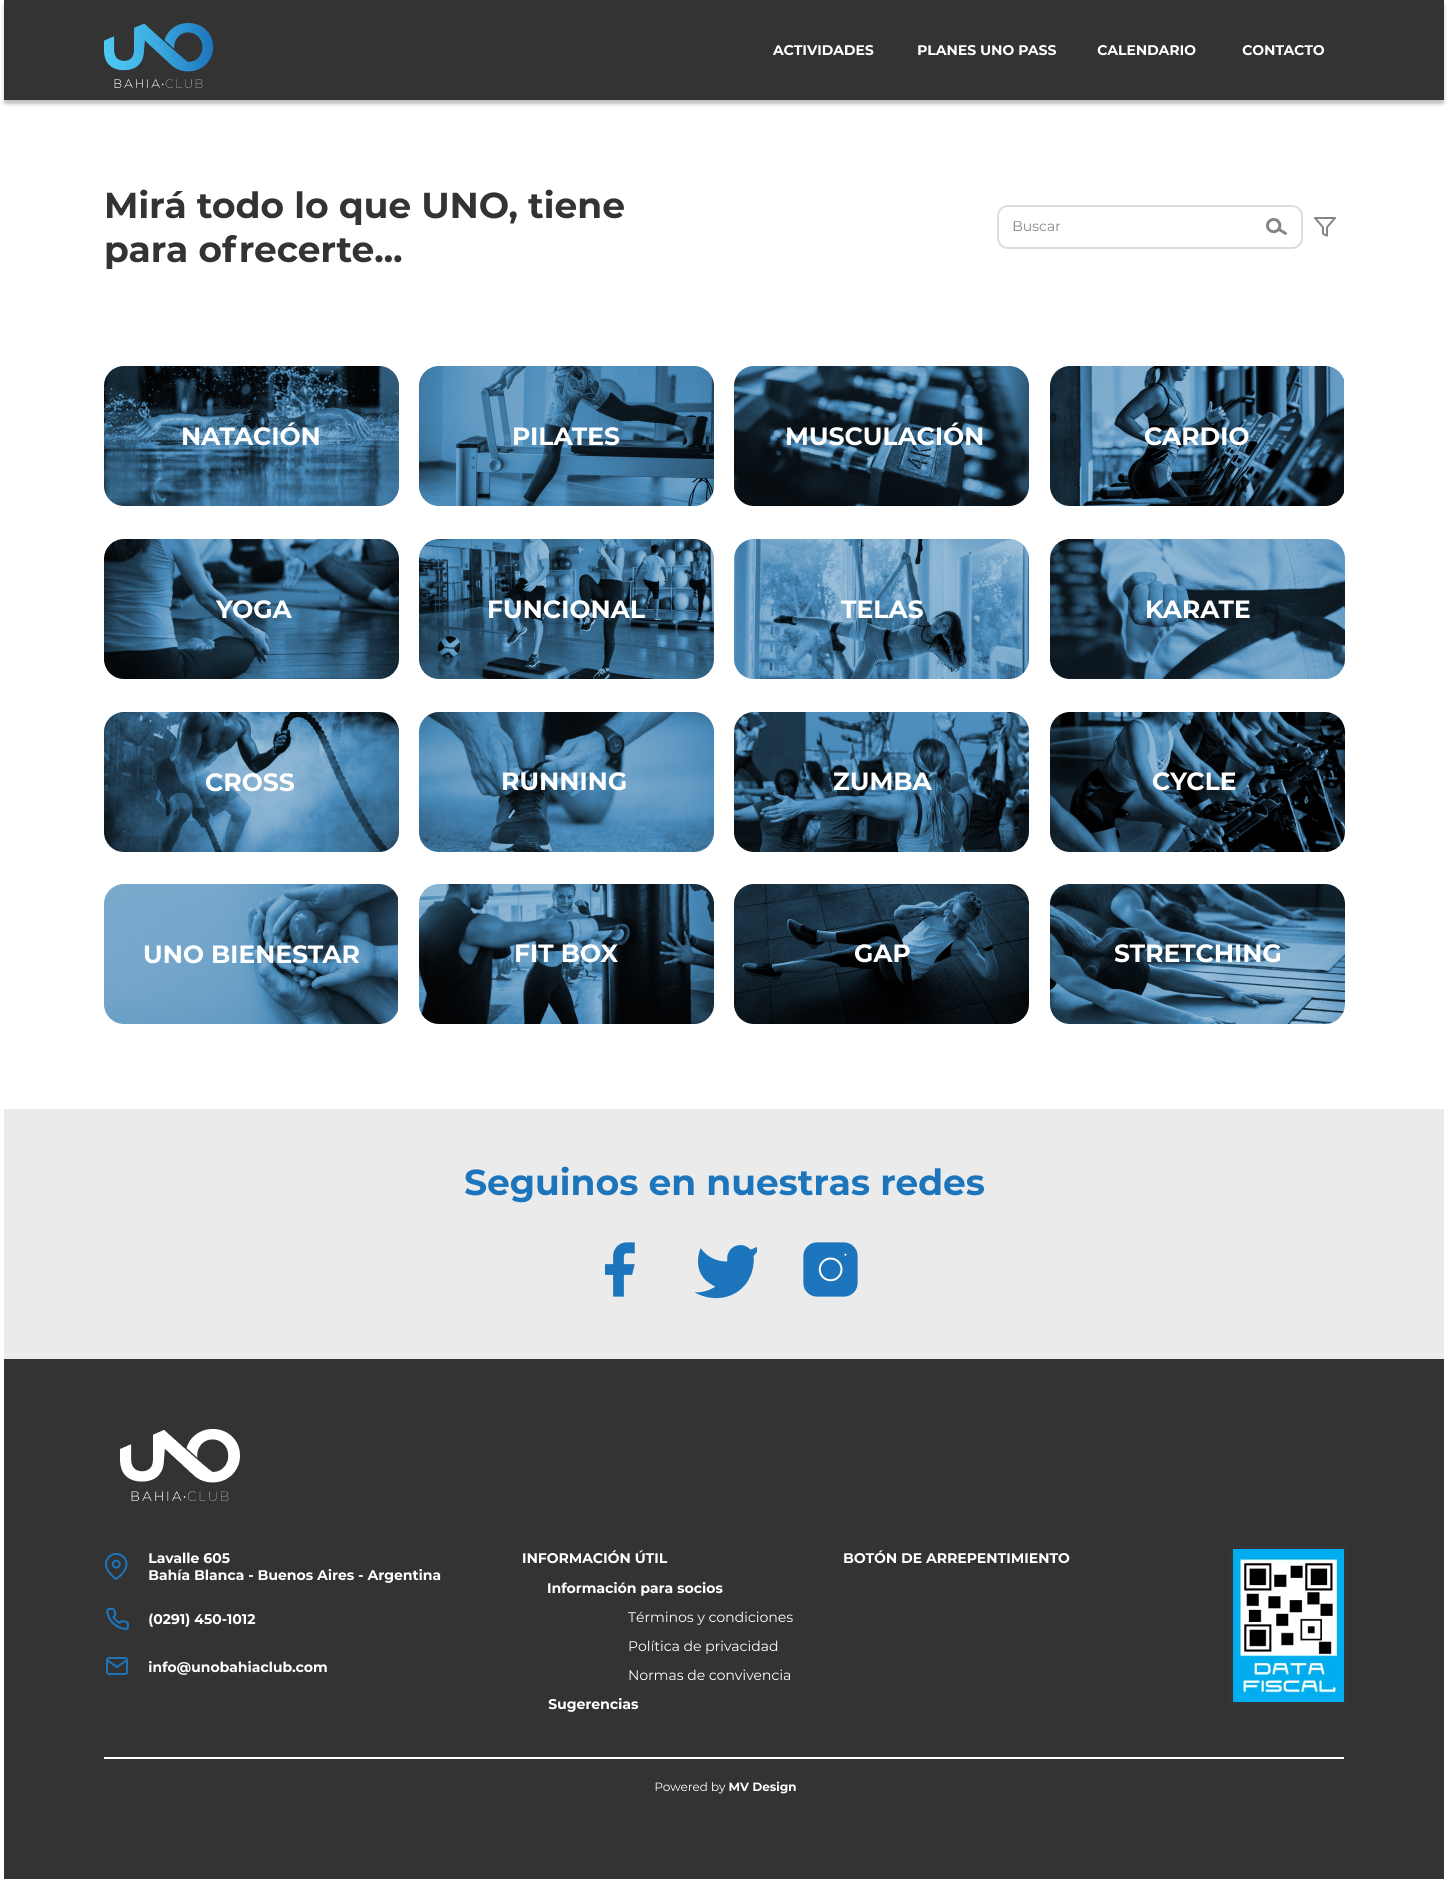 UNO
BAHIA·CLUB
ACTIVIDADES
PLANES UNO PASS
CALENDARIO
CONTACTO
Mirá todo lo que UNO, tiene
para ofrecerte...
Buscar
NATACIÓN
PILATES
MUSCULACIÓN
4K
CARDIO
YOGA
FUNCIONAL
TELAS
KARATE
CROSS
RUNNING
ZUMBA
CYCLE
UNO BIENESTAR
FIT BOX
GAP
STRETCHING
Seguinos en nuestras redes
UNO
BAHIA·CLUB
Lavalle 605
Bahía Blanca - Buenos Aires - Argentina
(0291) 450-1012
info@unobahiaclub.com
INFORMACIÓN ÚTIL
Información para socios
Términos y condiciones
Política de privacidad
Normas de convivencia
Sugerencias
BOTÓN DE ARREPENTIMIENTO
DATA
FISCAL
Powered by MV Design